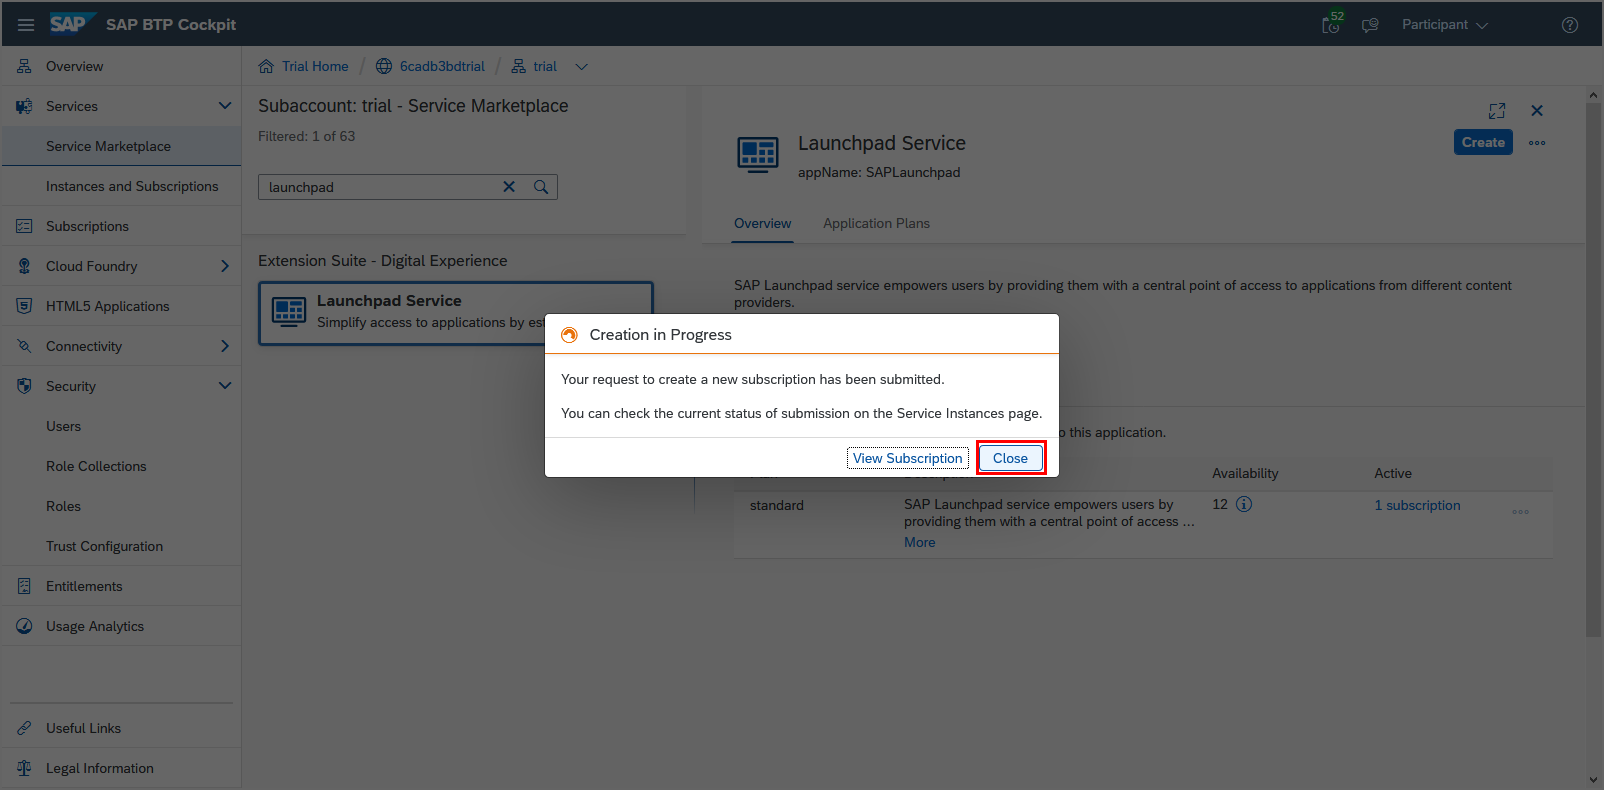 SAP SAP BTP Cockpit
52
Participant
Overview
Services
Service Marketplace
Instances and Subscriptions
Subscriptions
Cloud Foundry
HTML5 Applications
Connectivity
Security
Users
Role Collections
Roles
Trust Configuration
Entitlements
Usage Analytics
Useful Links
Legal Information
Trial Home / 6cadb3bdtrial / trial
Subaccount: trial - Service Marketplace
Filtered: 1 of 63
launchpad
Extension Suite - Digital Experience
Launchpad Service
Simplify access to applications by est
Launchpad Service
appName: SAPLaunchpad
Create
Overview
Application Plans
SAP Launchpad service empowers users by providing them with a central point of access to applications from different content
providers.
Creation in Progress
Your request to create a new subscription has been submitted.
You can check the current status of submission on the Service Instances page.
View Subscription
Close
o this application.
Availability
Active
standard
SAP Launchpad service empowers users by
providing them with a central point of access ...
More
12
1 subscription